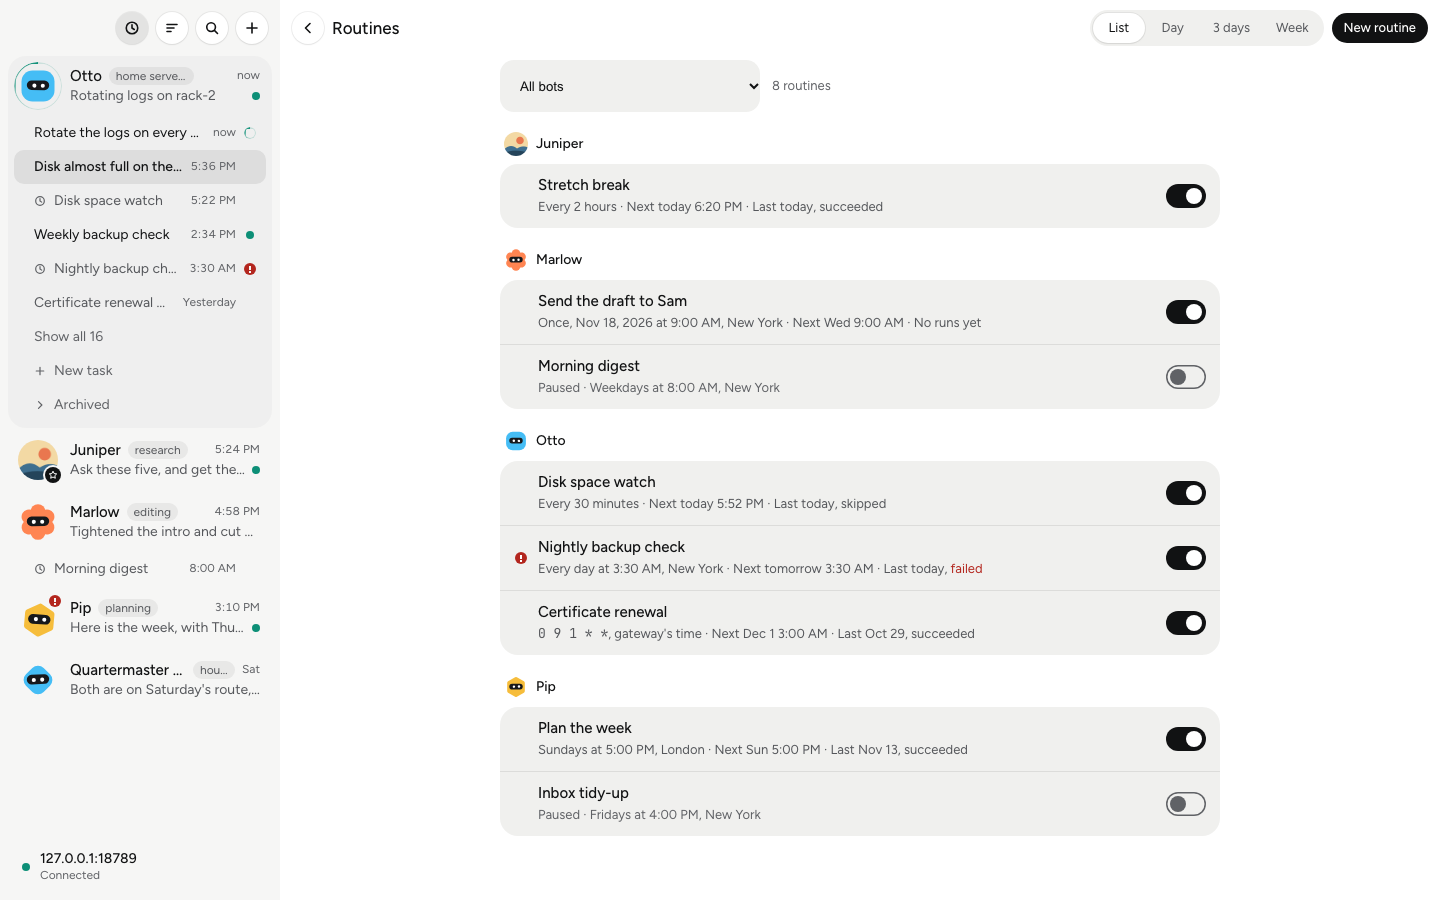 Otto home serve... now
Rotating logs on rack-2
Rotate the logs on every ... now
Disk almost full on the... 5:36 PM
Disk space watch 5:22 PM
Weekly backup check 2:34 PM
Nightly backup ch... 3:30 AM
Certificate renewal ... Yesterday
Show all 16
New task
Archived
Juniper research 5:24 PM
Ask these five, and get the...
Marlow editing 4:58 PM
Tightened the intro and cut ...
Morning digest 8:00 AM
Pip planning 3:10 PM
Here is the week, with Thu...
Quartermaster ... hou... Sat
Both are on Saturday's route,...
127.0.0.1:18789
Connected
Routines
List Day 3 days Week New routine
All bots 8 routines
Juniper
Stretch break
Every 2 hours · Next today 6:20 PM · Last today, succeeded
Marlow
Send the draft to Sam
Once, Nov 18, 2026 at 9:00 AM, New York · Next Wed 9:00 AM · No runs yet
Morning digest
Paused · Weekdays at 8:00 AM, New York
Otto
Disk space watch
Every 30 minutes · Next today 5:52 PM · Last today, skipped
Nightly backup check
Every day at 3:30 AM, New York · Next tomorrow 3:30 AM · Last today, failed
Certificate renewal
0 9 1 * *, gateway's time · Next Dec 1 3:00 AM · Last Oct 29, succeeded
Pip
Plan the week
Sundays at 5:00 PM, London · Next Sun 5:00 PM · Last Nov 13, succeeded
Inbox tidy-up
Paused · Fridays at 4:00 PM, New York